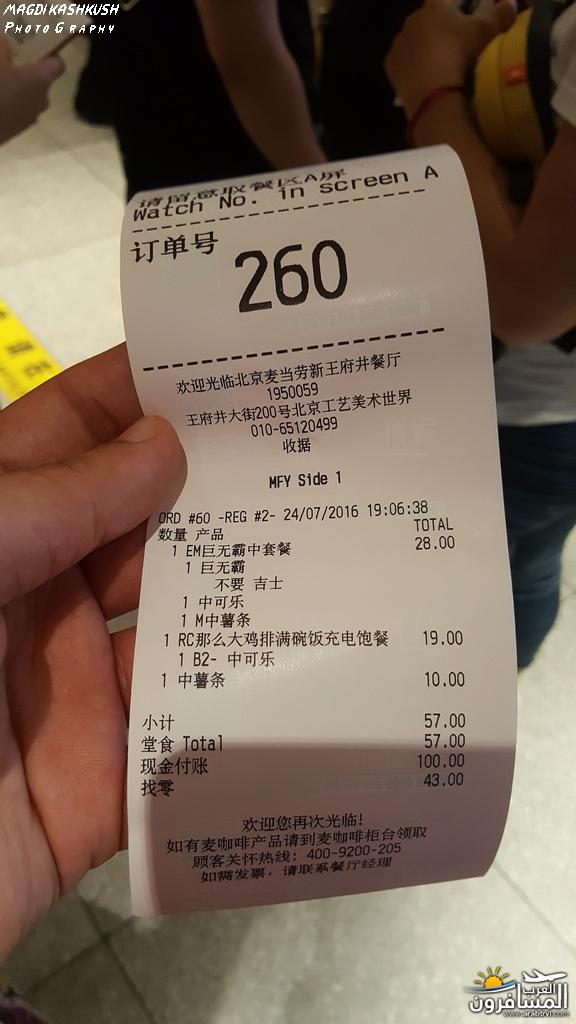 MAGDI KASHKUSH
PHOTO GRAPHY
请留意取餐区A屏
Watch No. in screen A
订单号
260
欢迎光临北京麦当劳新王府井餐厅
1950059
王府井大街200号北京工艺美术世界
010-65120499
收据
MFY Side 1
ORD #60 -REG #2- 24/07/2016 19:06:38
数量 产品 TOTAL
1 EM巨无霸中套餐 28.00
1 巨无霸
不要 吉士
1 中可乐
1 M中薯条
1 RC那么大鸡排满碗饭充电饱餐 19.00
1 B2- 中可乐
1 中薯条 10.00
小计 57.00
堂食 Total 57.00
现金付账 100.00
找零 43.00
欢迎您再次光临!
如有麦咖啡产品请到麦咖啡柜台领取
顾客关怀热线: 400-9200-205
如需发票，请联系餐厅经理
العرب
المسافرون
www.arabtrvl.com